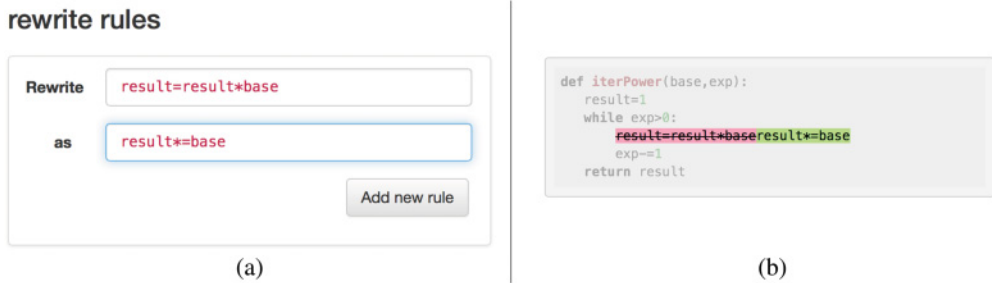 rewrite rules
Rewrite result=result*base
as result*=base
Add new rule
(a)
def iterPower(base,exp):
result=1
while exp>0:
result=result*baseresult*=base
exp-=1
return result
(b)